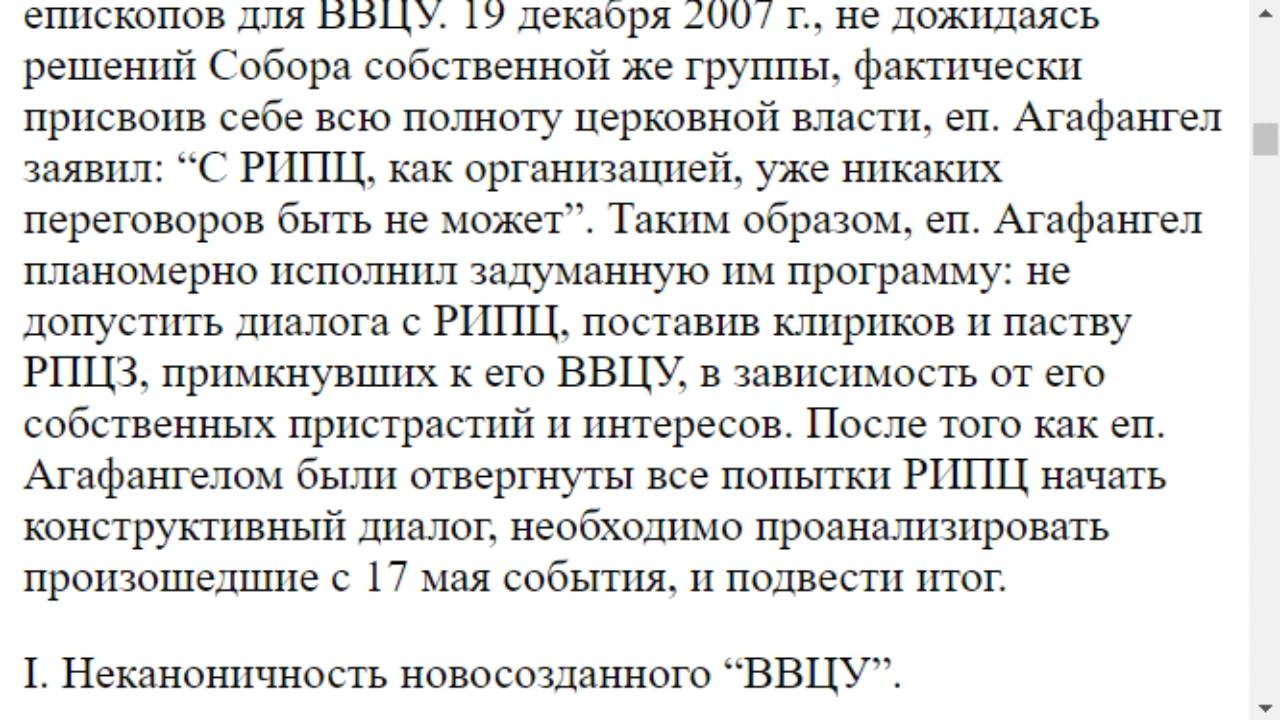 епископов для ВВЦУ. 19 декабря 2007 г., не дожидаясь
решений Собора собственной же группы, фактически
присвоив себе всю полноту церковной власти, еп. Агафангел
заявил: “С РИПЦ, как организацией, уже никаких
переговоров быть не может”. Таким образом, еп. Агафангел
планомерно исполнил задуманную им программу: не
допустить диалога с РИПЦ, поставив клириков и паству
РПЦЗ, примкнувших к его ВВЦУ, в зависимость от его
собственных пристрастий и интересов. После того как еп.
Агафангелом были отвергнуты все попытки РИПЦ начать
конструктивный диалог, необходимо проанализировать
произошедшие с 17 мая события, и подвести итог.
I. Неканоничность новосозданного “ВВЦУ”.